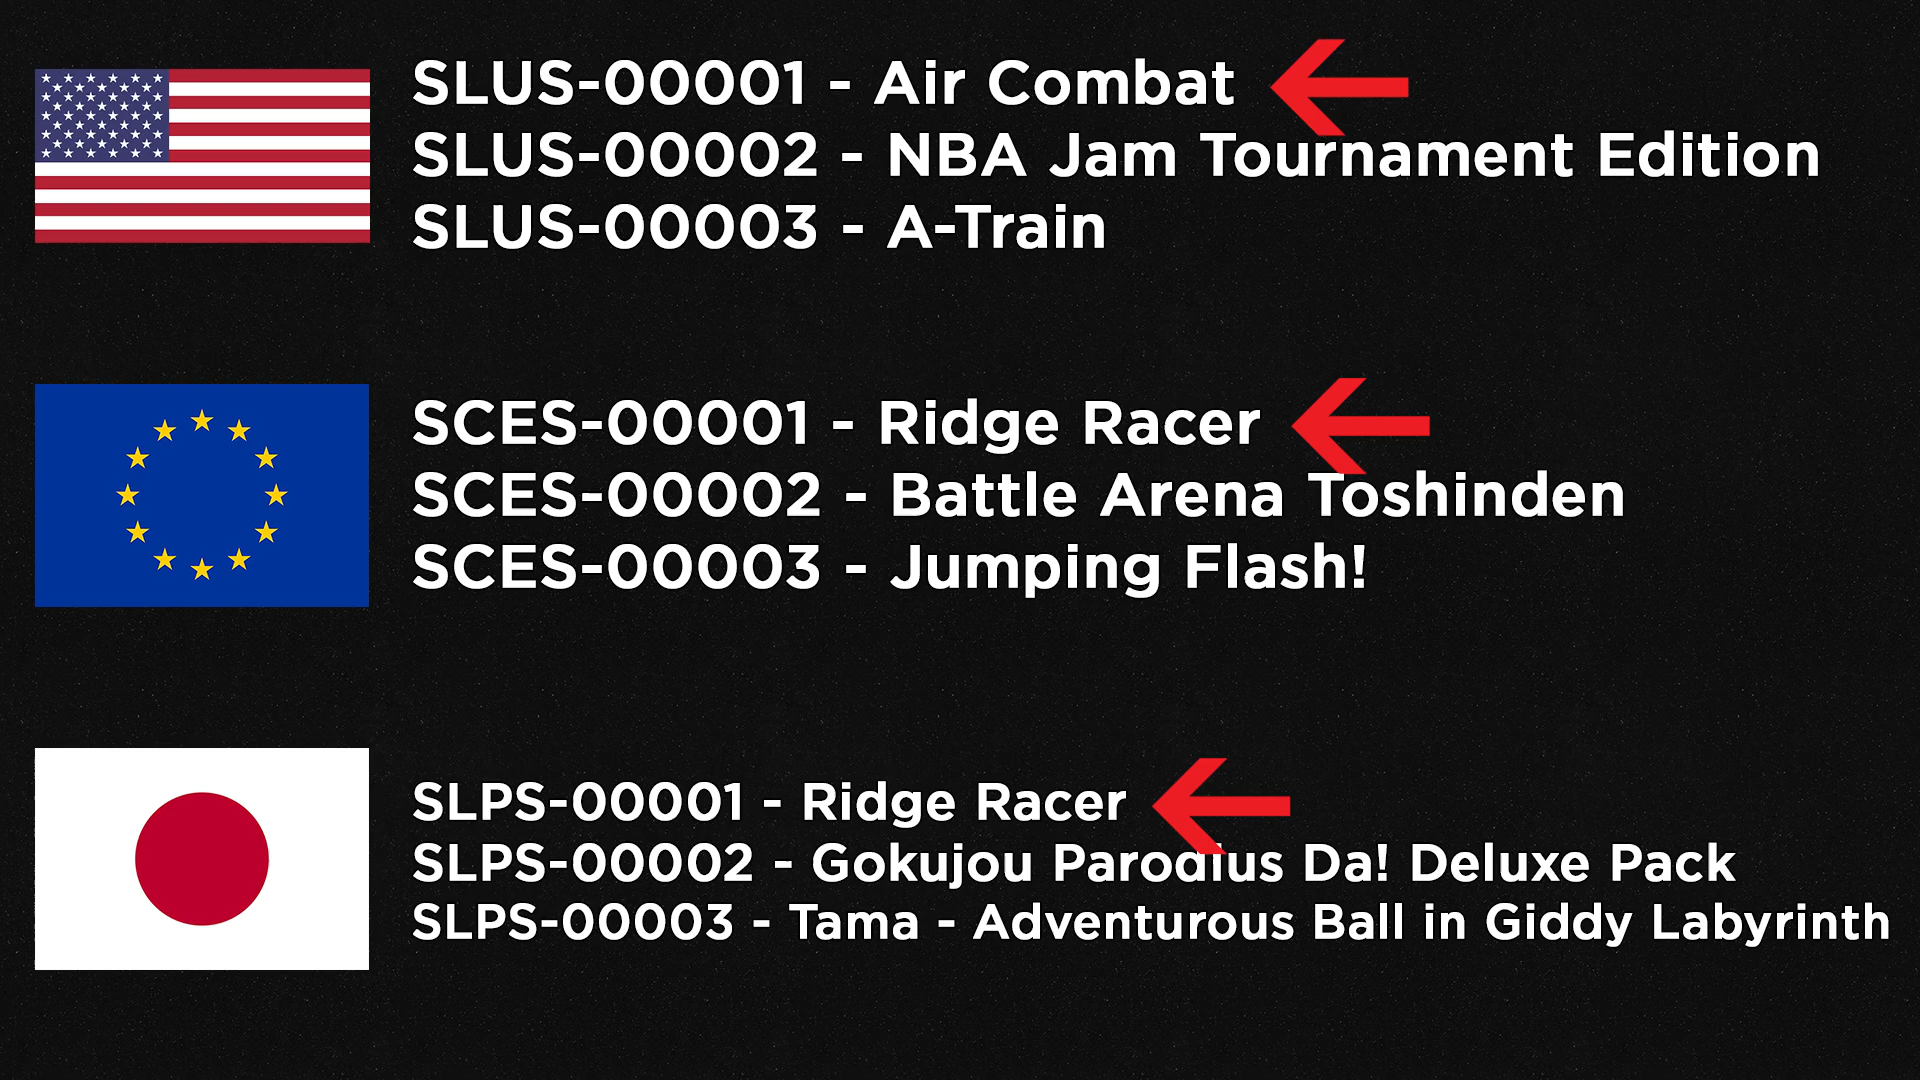 SLUS-00001 - Air Combat
SLUS-00002 - NBA Jam Tournament Edition
SLUS-00003 - A-Train
SCES-00001 - Ridge Racer
SCES-00002 - Battle Arena Toshinden
SCES-00003 - Jumping Flash!
SLPS-00001 - Ridge Racer
SLPS-00002 - Gokujou Parodius Da! Deluxe Pack
SLPS-00003 - Tama - Adventurous Ball in Giddy Labyrinth